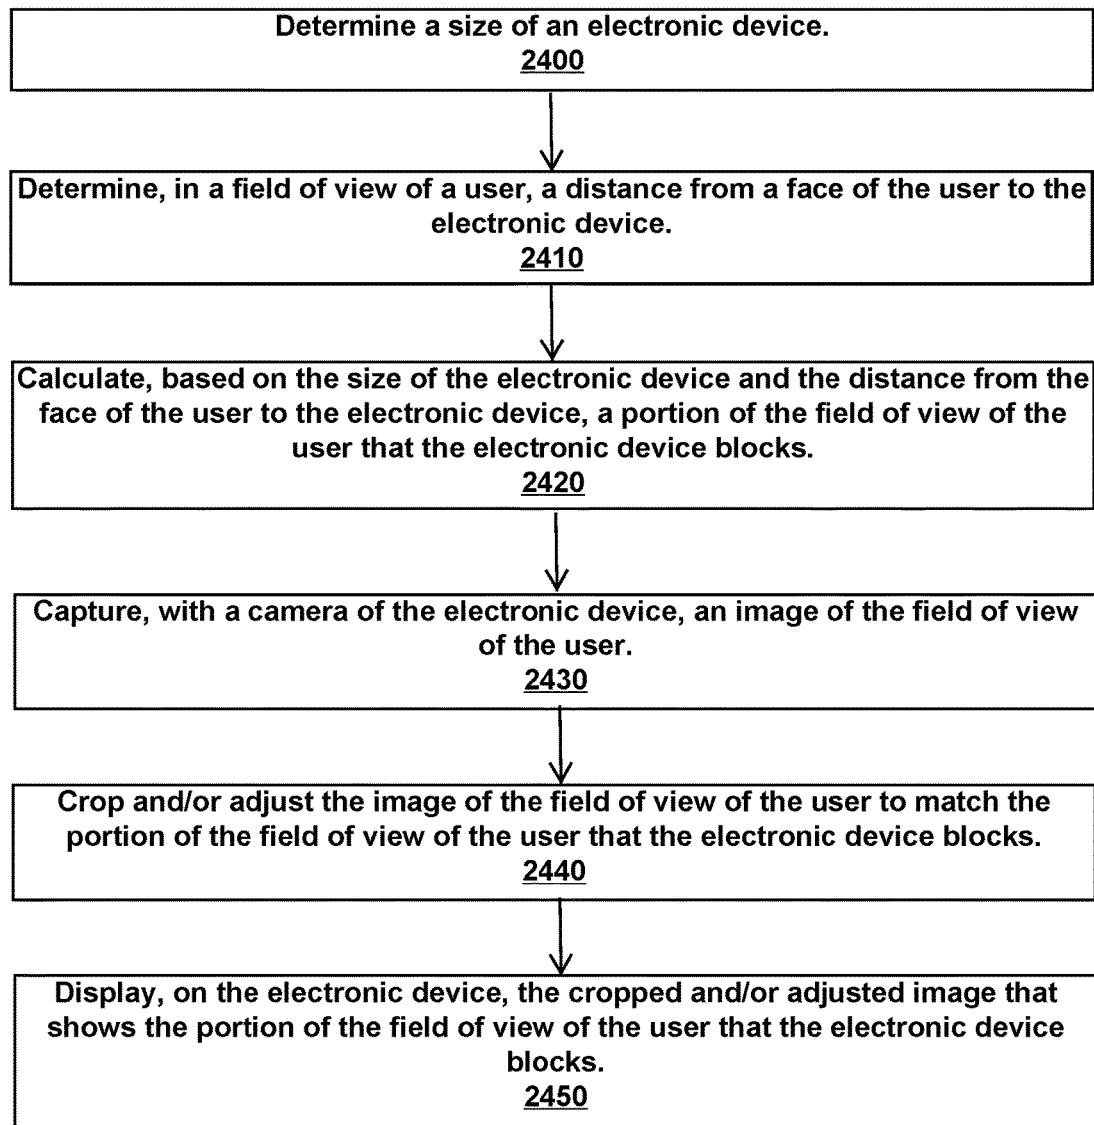 Determine a size of an electronic device.
2400
Determine, in a field of view of a user, a distance from a face of the user to the
electronic device.
2410
Calculate, based on the size of the electronic device and the distance from the
face of the user to the electronic device, a portion of the field of view of the
user that the electronic device blocks.
2420
Capture, with a camera of the electronic device, an image of the field of view
of the user.
2430
Crop and/or adjust the image of the field of view of the user to match the
portion of the field of view of the user that the electronic device blocks.
2440
Display, on the electronic device, the cropped and/or adjusted image that
shows the portion of the field of view of the user that the electronic device
blocks.
2450